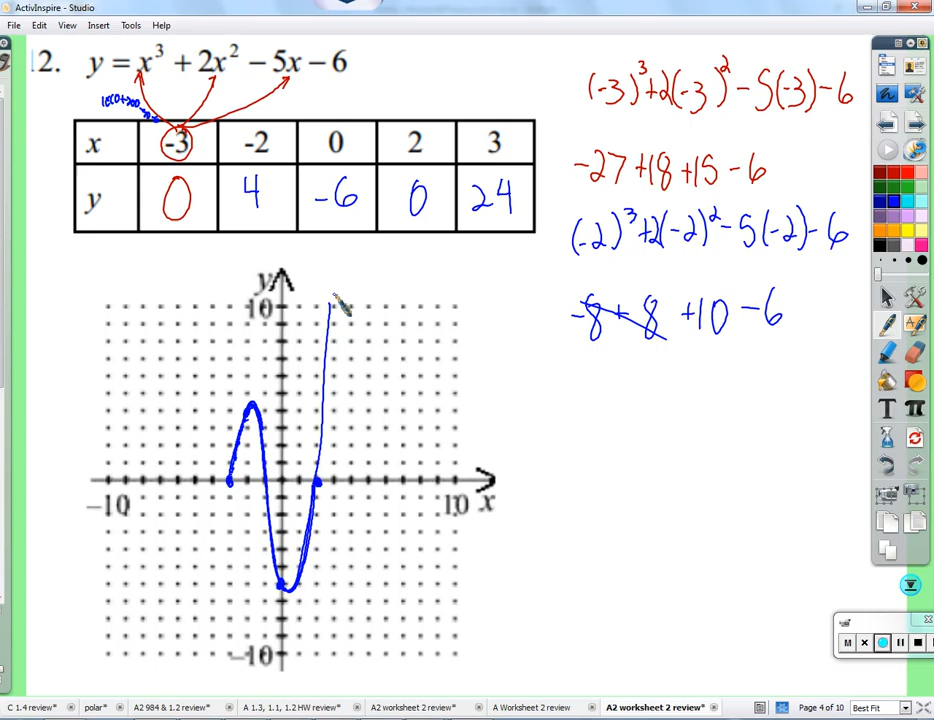 ActivInspire - Studio
File Edit View Insert Tools Help
12. y = x³ + 2x² − 5x − 6
x -3 -2 0 2 3
y 0 4 -6 0 24
(-3)³+2(-3)²-5(-3)-6
-27+18+15-6
(-2)³+2(-2)²-5(-2)-6
-8+8+10-6
y
10
−10
10 x
−10
M
C 1.4 review*
polar*
A2 984 & 1.2 review*
A 1.3, 1.1, 1.2 HW review*
A2 worksheet 2 review*
A Worksheet 2 review
A2 worksheet 2 review*
Page 4 of 10
Best Fit